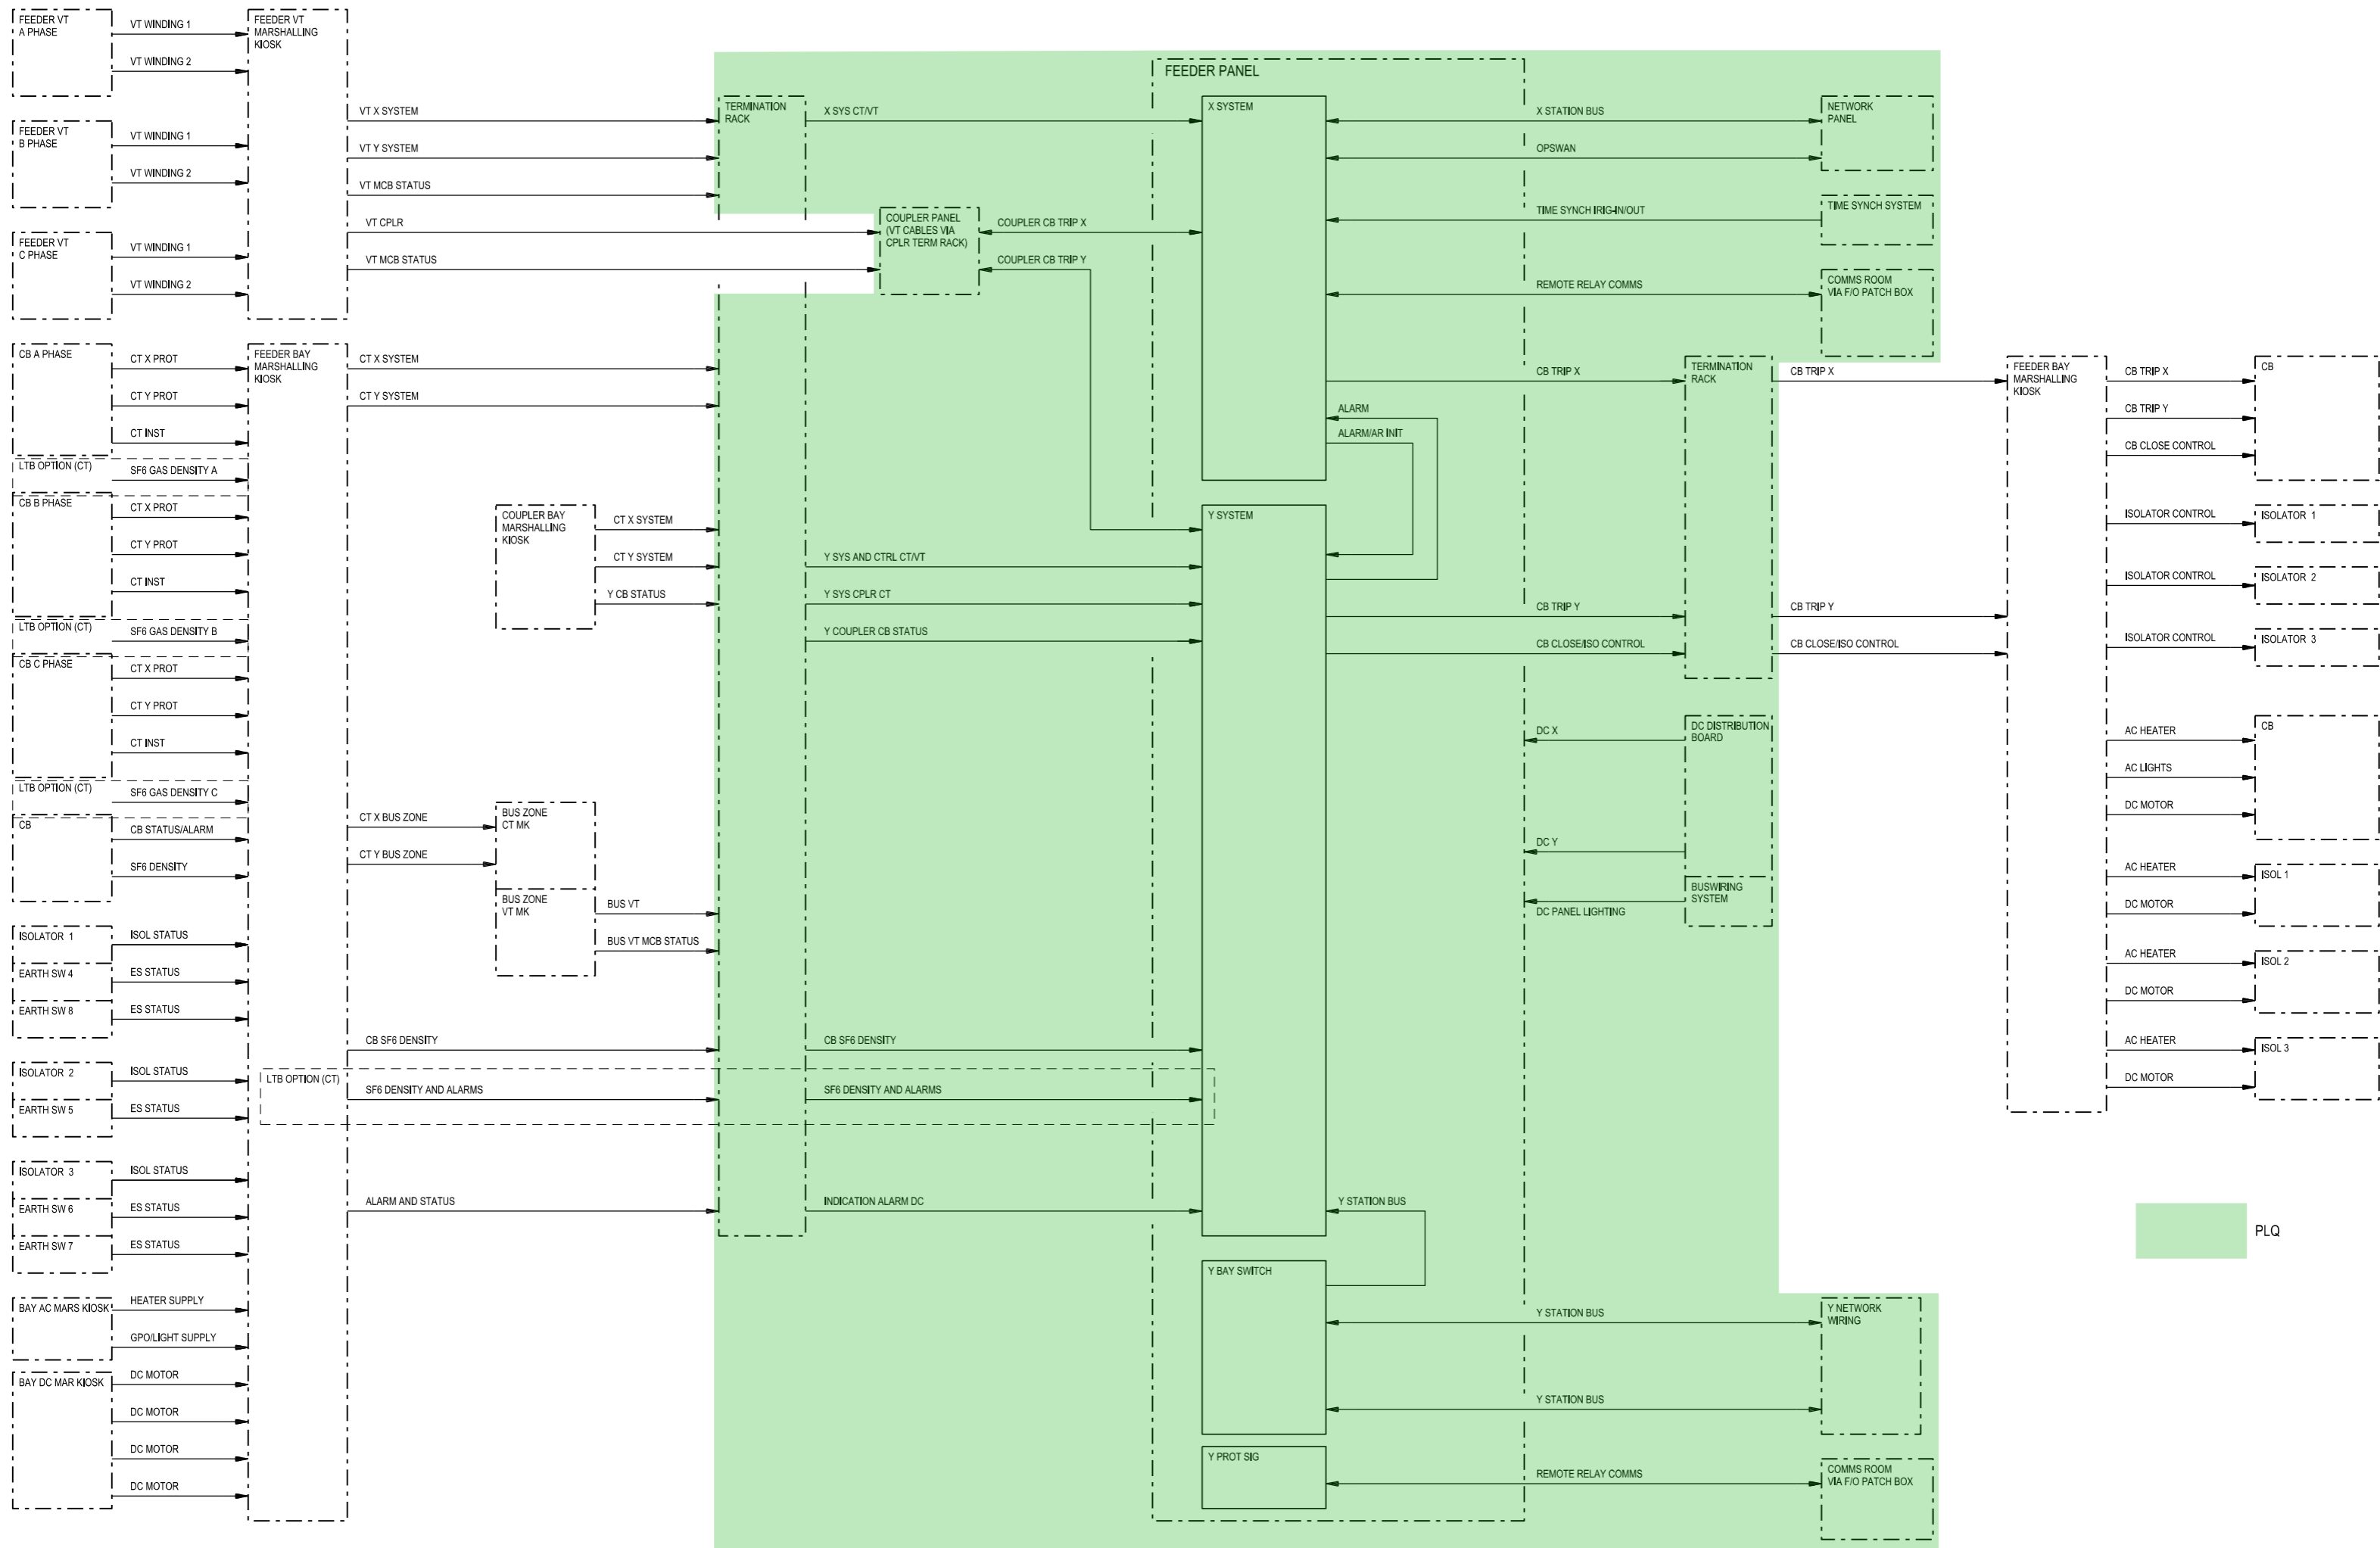 FEEDER VT
A PHASE
VT WINDING 1
VT WINDING 2
FEEDER VT
B PHASE
VT WINDING 1
VT WINDING 2
FEEDER VT
C PHASE
VT WINDING 1
VT WINDING 2
FEEDER VT
MARSHALLING
KIOSK
VT X SYSTEM
VT Y SYSTEM
VT MCB STATUS
VT CPLR
VT MCB STATUS
CB A PHASE
CT X PROT
CT Y PROT
CT INST
LTB OPTION (CT)
SF6 GAS DENSITY A
CB B PHASE
CT X PROT
CT Y PROT
CT INST
LTB OPTION (CT)
SF6 GAS DENSITY B
CB C PHASE
CT X PROT
CT Y PROT
CT INST
LTB OPTION (CT)
SF6 GAS DENSITY C
CB
CB STATUS/ALARM
SF6 DENSITY
ISOLATOR 1
ISOL STATUS
EARTH SW 4
ES STATUS
EARTH SW 8
ES STATUS
ISOLATOR 2
ISOL STATUS
EARTH SW 5
ES STATUS
ISOLATOR 3
ISOL STATUS
EARTH SW 6
ES STATUS
EARTH SW 7
ES STATUS
BAY AC MARS KIOSK
HEATER SUPPLY
GPO/LIGHT SUPPLY
BAY DC MAR KIOSK
DC MOTOR
DC MOTOR
DC MOTOR
DC MOTOR
FEEDER BAY
MARSHALLING
KIOSK
CT X SYSTEM
CT Y SYSTEM
COUPLER BAY
MARSHALLING
KIOSK
CT X SYSTEM
CT Y SYSTEM
Y CB STATUS
CT X BUS ZONE
CT Y BUS ZONE
BUS ZONE
CT MK
BUS ZONE
VT MK
BUS VT
BUS VT MCB STATUS
CB SF6 DENSITY
LTB OPTION (CT)
SF6 DENSITY AND ALARMS
ALARM AND STATUS
TERMINATION
RACK
X SYS CT/VT
COUPLER PANEL
(VT CABLES VIA
CPLR TERM RACK)
COUPLER CB TRIP X
COUPLER CB TRIP Y
Y SYS AND CTRL CT/VT
Y SYS CPLR CT
Y COUPLER CB STATUS
CB SF6 DENSITY
SF6 DENSITY AND ALARMS
INDICATION ALARM DC
FEEDER PANEL
X SYSTEM
Y SYSTEM
Y BAY SWITCH
Y PROT SIG
ALARM
ALARM/AR INIT
Y STATION BUS
X STATION BUS
OPSWAN
TIME SYNCH IRIG-IN/OUT
REMOTE RELAY COMMS
CB TRIP X
CB TRIP Y
CB CLOSE/ISO CONTROL
DC X
DC Y
DC PANEL LIGHTING
Y STATION BUS
Y STATION BUS
REMOTE RELAY COMMS
NETWORK
PANEL
TIME SYNCH SYSTEM
COMMS ROOM
VIA F/O PATCH BOX
TERMINATION
RACK
DC DISTRIBUTION
BOARD
BUSWIRING
SYSTEM
Y NETWORK
WIRING
COMMS ROOM
VIA F/O PATCH BOX
CB TRIP X
CB TRIP Y
CB CLOSE/ISO CONTROL
FEEDER BAY
MARSHALLING
KIOSK
CB TRIP X
CB TRIP Y
CB CLOSE CONTROL
CB
ISOLATOR CONTROL
ISOLATOR 1
ISOLATOR CONTROL
ISOLATOR 2
ISOLATOR CONTROL
ISOLATOR 3
AC HEATER
AC LIGHTS
DC MOTOR
CB
AC HEATER
DC MOTOR
ISOL 1
AC HEATER
DC MOTOR
ISOL 2
AC HEATER
DC MOTOR
ISOL 3
PLQ